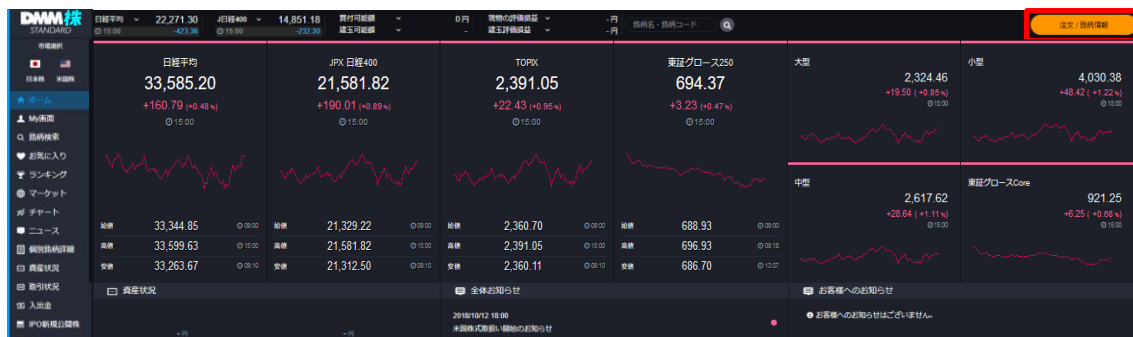 DMM株
STANDARD
日経平均 22,271.30 JPX日経400 14,851.18 買付可能額 0円 現物の評価損益 -円
15:00 -423.36 15:00 -232.30 建玉可能額 - 建玉評価損益 -円
銘柄名・銘柄コード
注文/銘柄情報
市場選択
日本株 米国株
ホーム
My画面
銘柄検索
お気に入り
ランキング
マーケット
チャート
ニュース
個別銘柄詳細
資産状況
取引状況
入出金
IPO新規公開株
日経平均
33,585.20
+160.79 (+0.48%)
15:00
始値 33,344.85 09:00
高値 33,599.63 15:00
安値 33,263.67 09:10
JPX 日経400
21,581.82
+190.01 (+0.89%)
15:00
始値 21,329.22 09:00
高値 21,581.82 15:00
安値 21,312.50 09:10
TOPIX
2,391.05
+22.43 (+0.95%)
15:00
始値 2,360.70 09:00
高値 2,391.05 15:00
安値 2,360.11 09:10
東証グロース250
694.37
+3.23 (+0.47%)
15:00
始値 688.93 09:00
高値 696.93 09:18
安値 686.70 13:07
大型
2,324.46
+19.50 (+0.85%)
15:00
小型
4,030.38
+48.42 (+1.22%)
15:00
中型
2,617.62
+28.64 (+1.11%)
15:00
東証グロースCore
921.25
+6.25 (+0.68%)
15:00
資産状況
-円 -円
全体お知らせ
2018/10/12 18:00
米国株式取扱い開始のお知らせ
お客様へのお知らせ
お客様へのお知らせはございません。